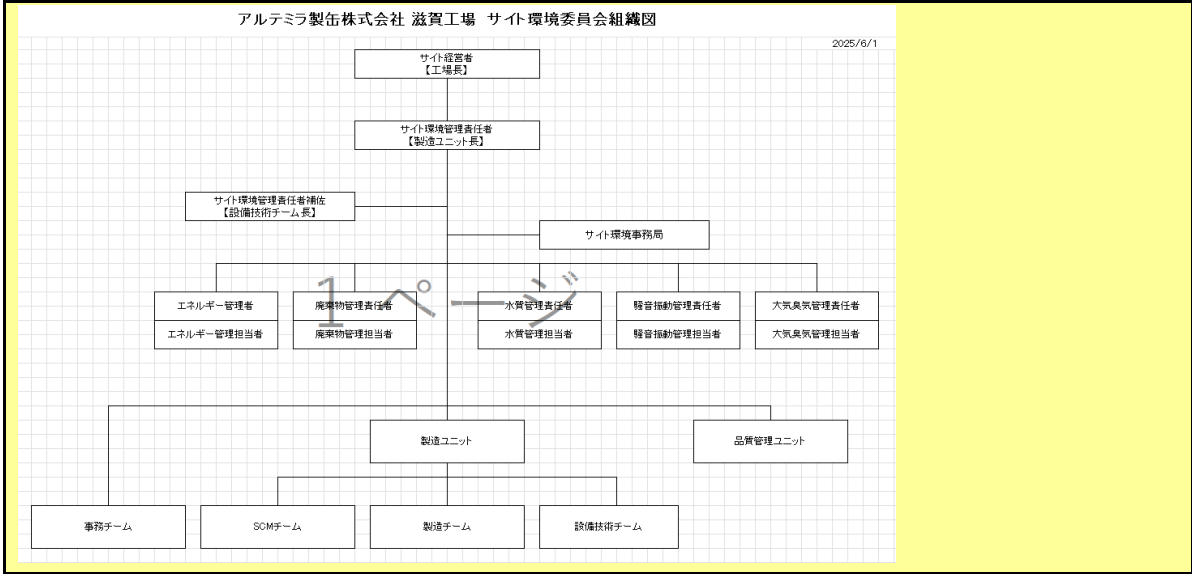 アルテミラ製缶株式会社 滋賀工場 サイト環境委員会組織図
2025/6/1
サイト経営者
【工場長】
サイト環境管理責任者
【製造ユニット長】
サイト環境管理責任者補佐
【設備技術チーム長】
サイト環境事務局
1 ページ
エネルギー管理者
廃棄物管理責任者
水質管理責任者
騒音振動管理責任者
大気臭気管理責任者
エネルギー管理担当者
廃棄物管理担当者
水質管理担当者
騒音振動管理担当者
大気臭気管理担当者
製造ユニット
品質管理ユニット
事務チーム
SCMチーム
製造チーム
設備技術チーム